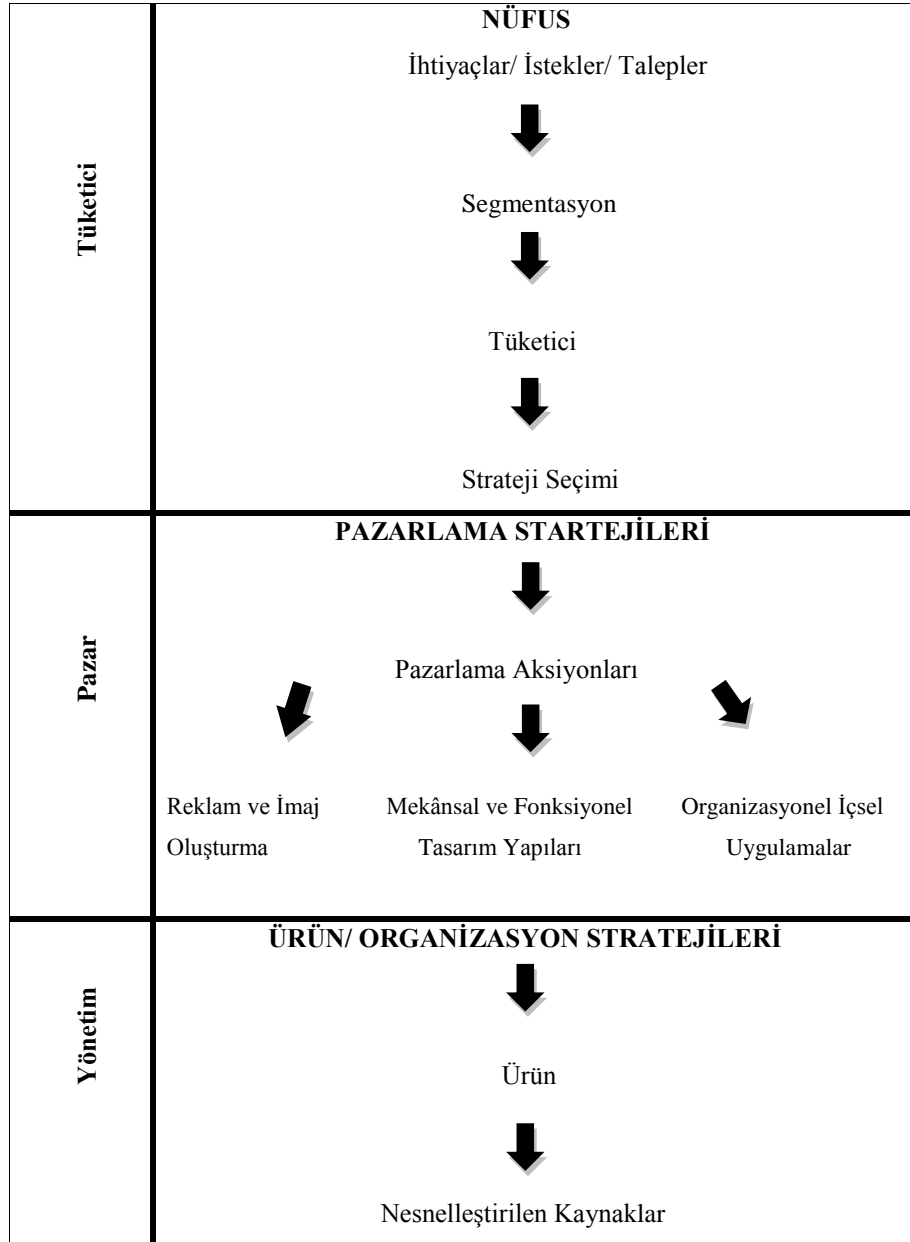 Tüketici
NÜFUS
İhtiyaçlar/ İstekler/ Talepler
Segmentasyon
Tüketici
Strateji Seçimi
Pazar
PAZARLAMA STARTEJİLERİ
Pazarlama Aksiyonları
Reklam ve İmaj
Oluşturma
Mekânsal ve Fonksiyonel
Tasarım Yapıları
Organizasyonel İçsel
Uygulamalar
Yönetim
ÜRÜN/ ORGANİZASYON STRATEJİLERİ
Ürün
Nesnelleştirilen Kaynaklar